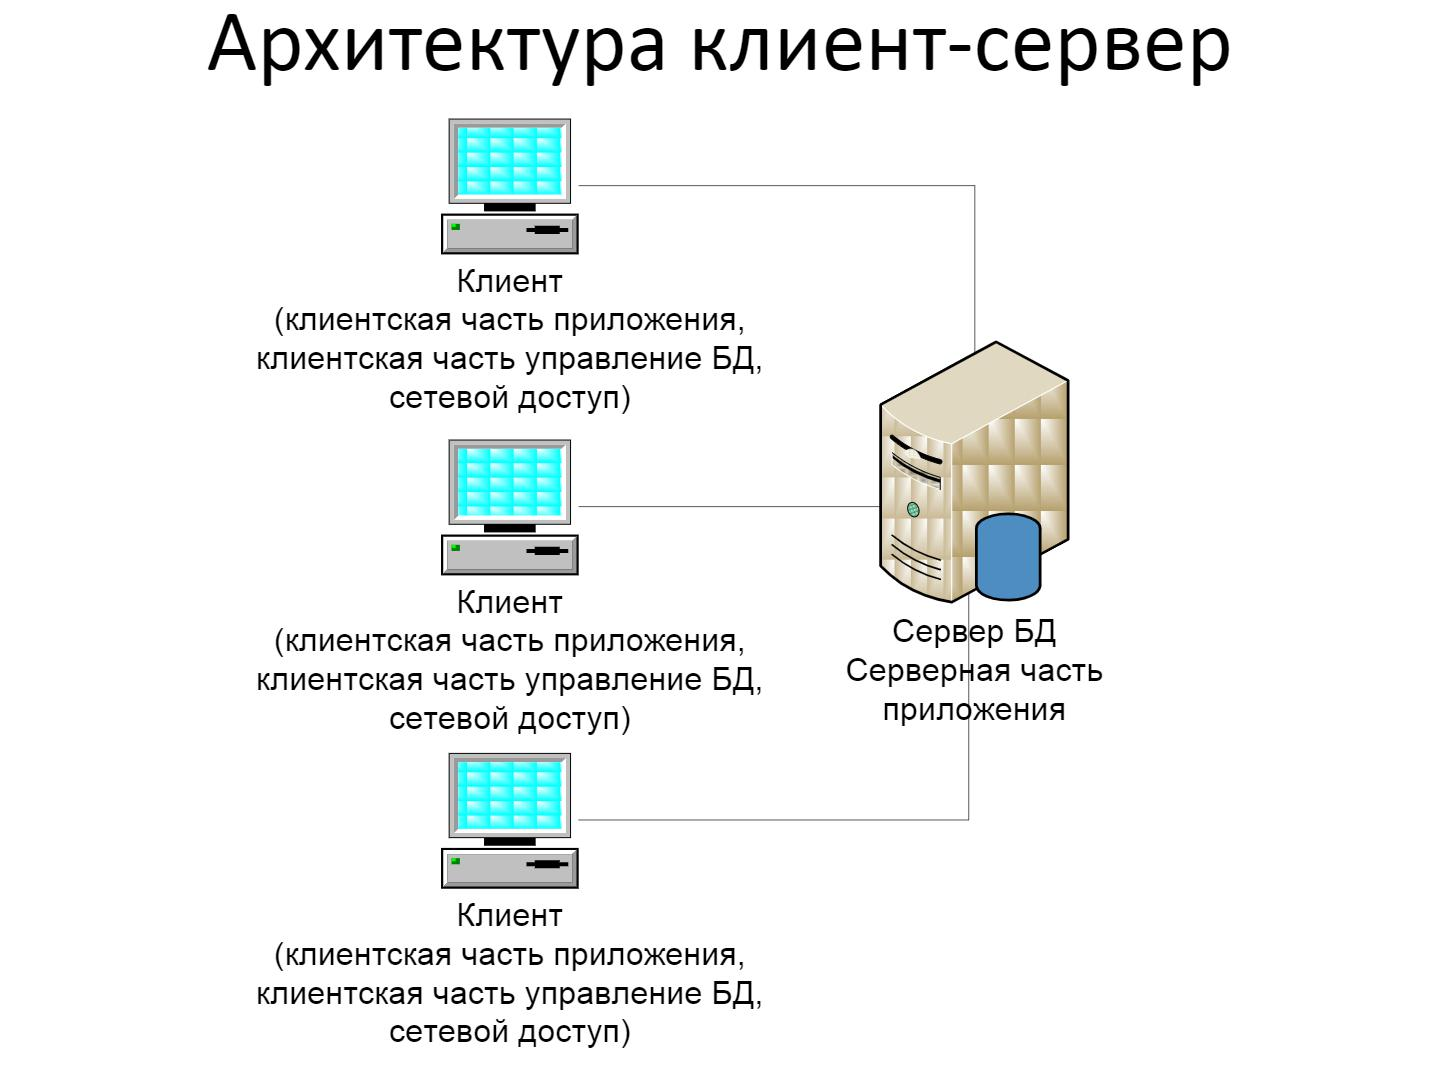 Архитектура клиент-сервер
Клиент
(клиентская часть приложения,
клиентская часть управление БД,
сетевой доступ)
Клиент
(клиентская часть приложения,
клиентская часть управление БД,
сетевой доступ)
Сервер БД
Серверная часть
приложения
Клиент
(клиентская часть приложения,
клиентская часть управление БД,
сетевой доступ)